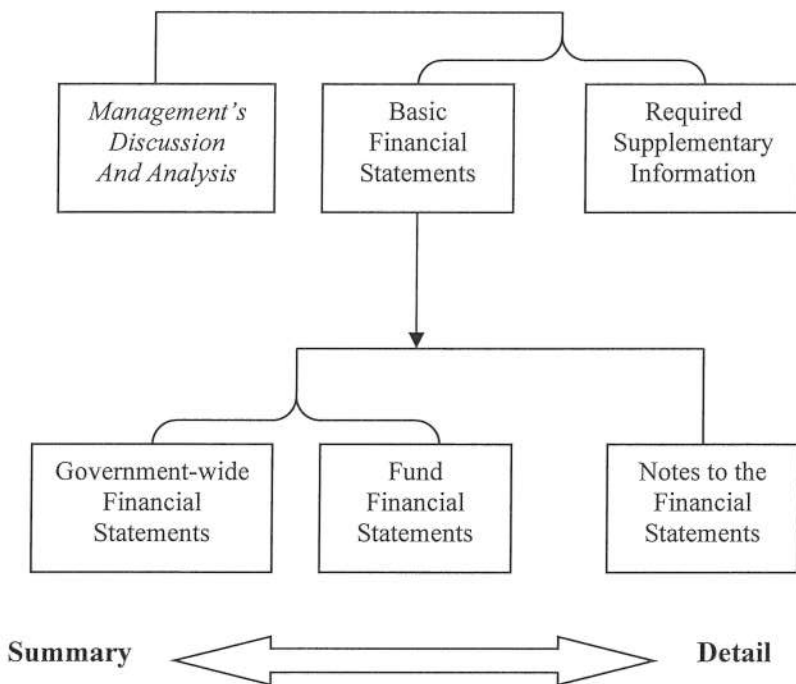 Management's
Discussion
And Analysis
Basic
Financial
Statements
Required
Supplementary
Information
Government-wide
Financial
Statements
Fund
Financial
Statements
Notes to the
Financial
Statements
Summary
Detail